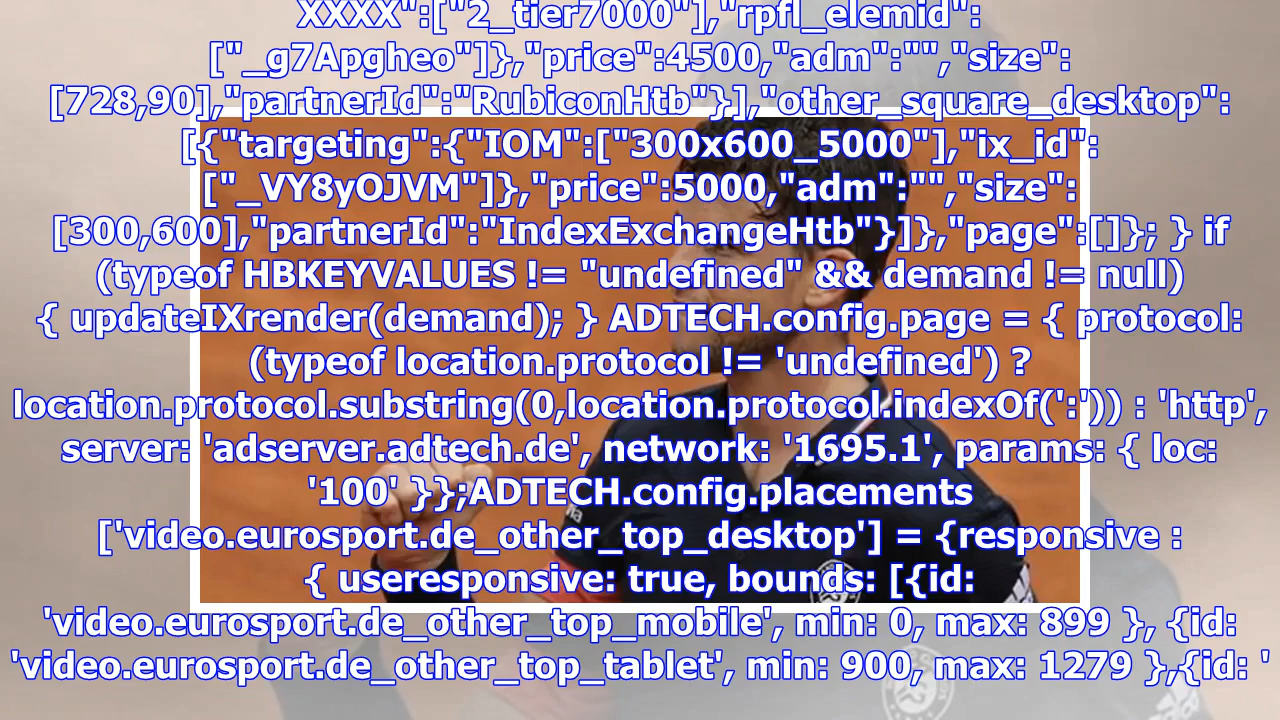 XXXX":["2_tier7000"],"rpfl_elemid":
["_g7Apgheo"]},"price":4500,"adm":"","size":
[728,90],"partnerId":"RubiconHtb"}],"other_square_desktop":
[{"targeting":{"IOM":["300x600_5000"],"ix_id":
["_VY8yOJVM"]},"price":5000,"adm":"","size":
[300,600],"partnerId":"IndexExchangeHtb"}]},"page":[]}; } if
(typeof HBKEYVALUES != "undefined" && demand != null)
{ updateIXrender(demand); } ADTECH.config.page = { protocol:
(typeof location.protocol != 'undefined') ?
location.protocol.substring(0,location.protocol.indexOf(':')) : 'http',
server: 'adserver.adtech.de', network: '1695.1', params: { loc:
'100' }};ADTECH.config.placements
['video.eurosport.de_other_top_desktop'] = {responsive :
{ useresponsive: true, bounds: [{id:
'video.eurosport.de_other_top_mobile', min: 0, max: 899 }, {id:
'video.eurosport.de_other_top_tablet', min: 900, max: 1279 },{id: '